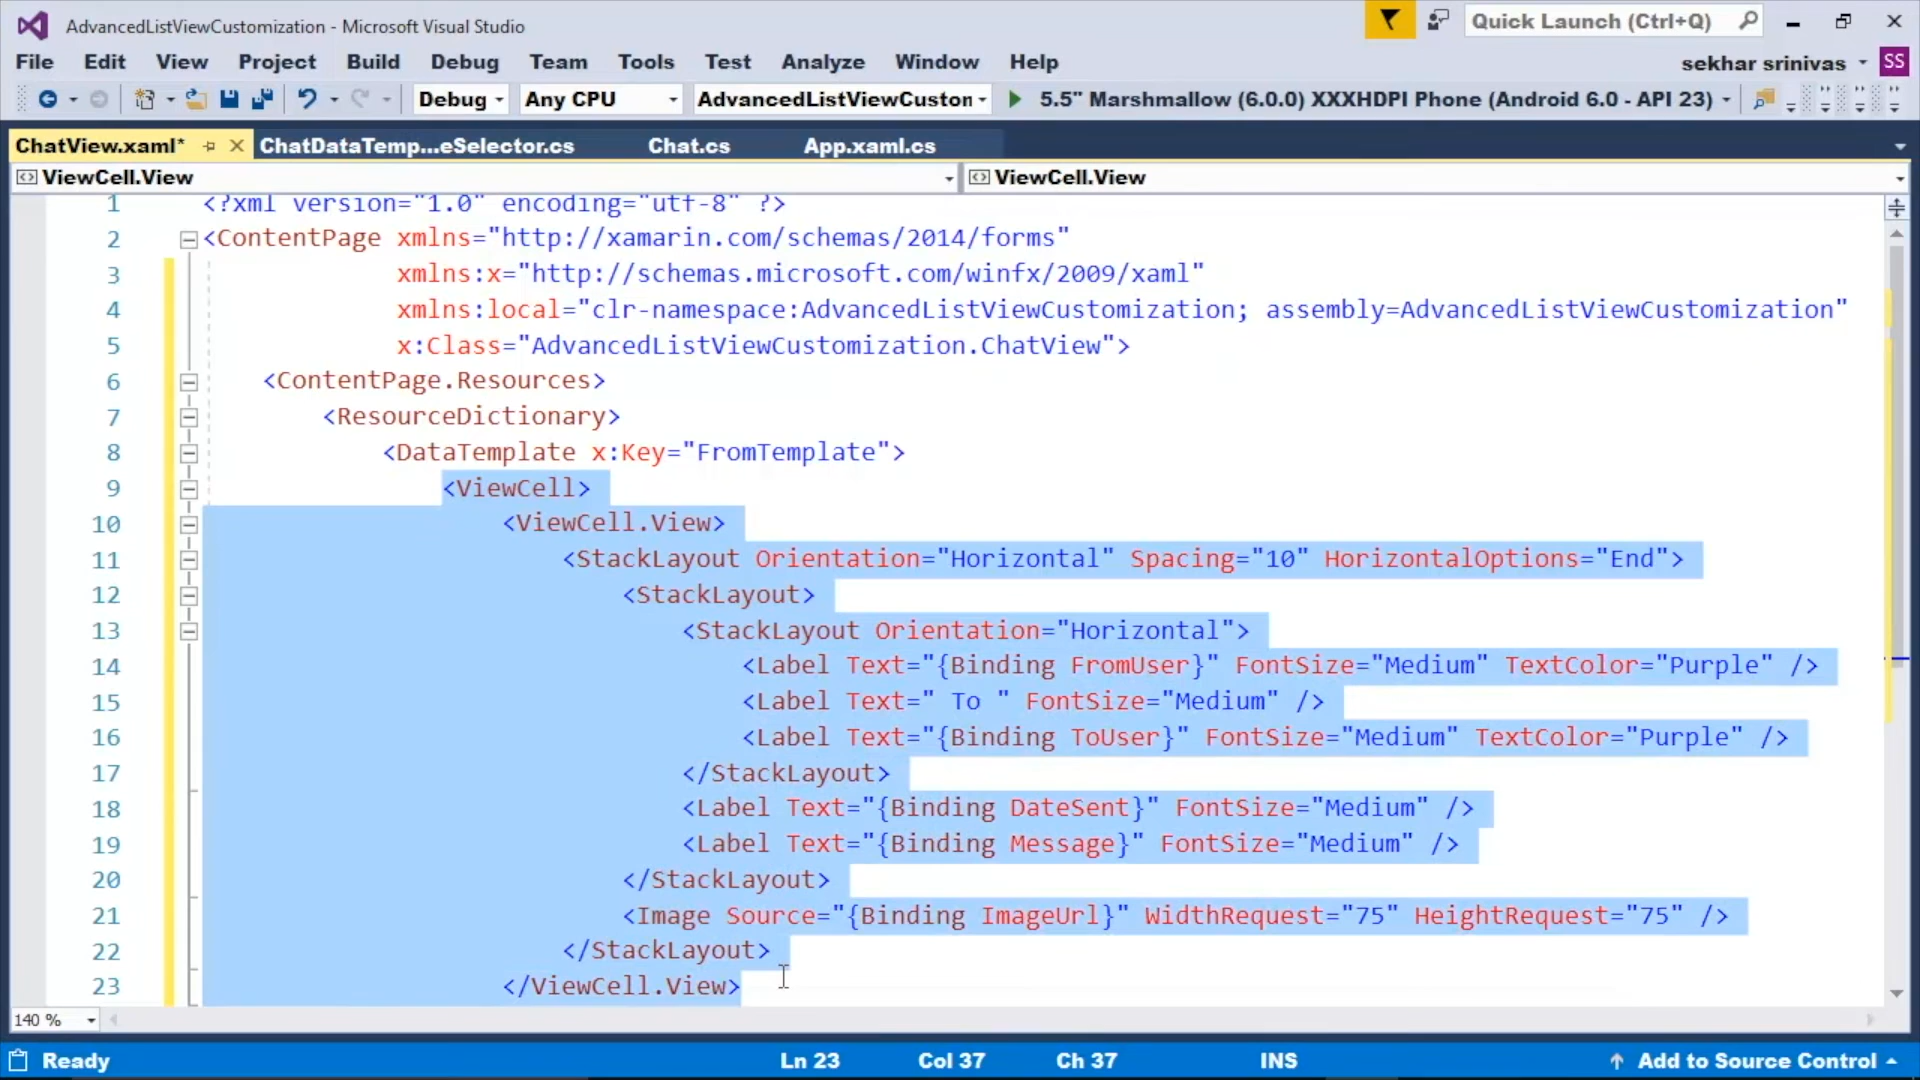 AdvancedListViewCustomization - Microsoft Visual Studio
Quick Launch (Ctrl+Q)
File Edit View Project Build Debug Team Tools Test Analyze Window Help
sekhar srinivas SS
Debug Any CPU AdvancedListViewCuston 5.5" Marshmallow (6.0.0) XXXHDPI Phone (Android 6.0 - API 23)
ChatView.xaml* ChatDataTemp...eSelector.cs Chat.cs App.xaml.cs
ViewCell.View ViewCell.View
1 <?xml version="1.0" encoding="utf-8" ?>
2 <ContentPage xmlns="http://xamarin.com/schemas/2014/forms"
3 xmlns:x="http://schemas.microsoft.com/winfx/2009/xaml"
4 xmlns:local="clr-namespace:AdvancedListViewCustomization; assembly=AdvancedListViewCustomization"
5 x:Class="AdvancedListViewCustomization.ChatView">
6 <ContentPage.Resources>
7 <ResourceDictionary>
8 <DataTemplate x:Key="FromTemplate">
9 <ViewCell>
10 <ViewCell.View>
11 <StackLayout Orientation="Horizontal" Spacing="10" HorizontalOptions="End">
12 <StackLayout>
13 <StackLayout Orientation="Horizontal">
14 <Label Text="{Binding FromUser}" FontSize="Medium" TextColor="Purple" />
15 <Label Text=" To " FontSize="Medium" />
16 <Label Text="{Binding ToUser}" FontSize="Medium" TextColor="Purple" />
17 </StackLayout>
18 <Label Text="{Binding DateSent}" FontSize="Medium" />
19 <Label Text="{Binding Message}" FontSize="Medium" />
20 </StackLayout>
21 <Image Source="{Binding ImageUrl}" WidthRequest="75" HeightRequest="75" />
22 </StackLayout>
23 </ViewCell.View>
140 %
Ready Ln 23 Col 37 Ch 37 INS Add to Source Control